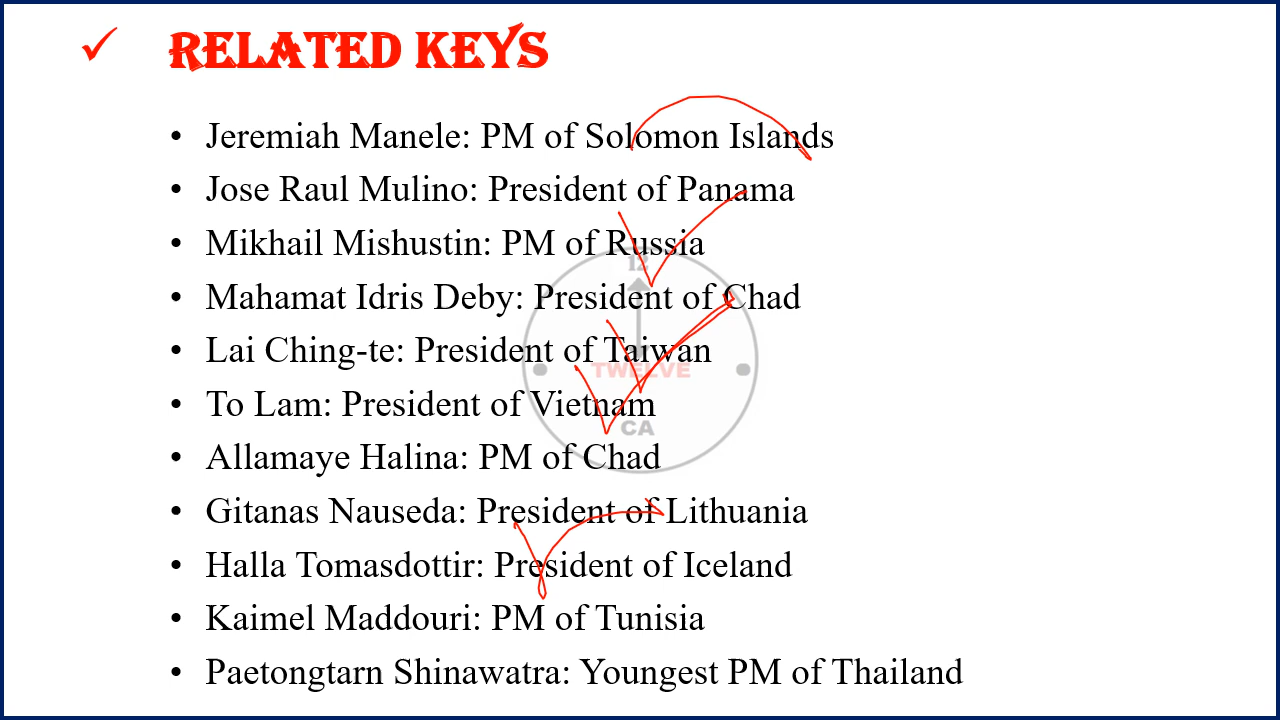 RELATED KEYS
Jeremiah Manele: PM of Solomon Islands
Jose Raul Mulino: President of Panama
Mikhail Mishustin: PM of Russia
12
Mahamat Idris Deby: President of Chad
Lai Ching-te: President of Taiwan
TWELVE
To Lam: President of Vietnam
CA
Allamaye Halina: PM of Chad
Gitanas Nauseda: President of Lithuania
Halla Tomasdottir: President of Iceland
Kaimel Maddouri: PM of Tunisia
Paetongtarn Shinawatra: Youngest PM of Thailand